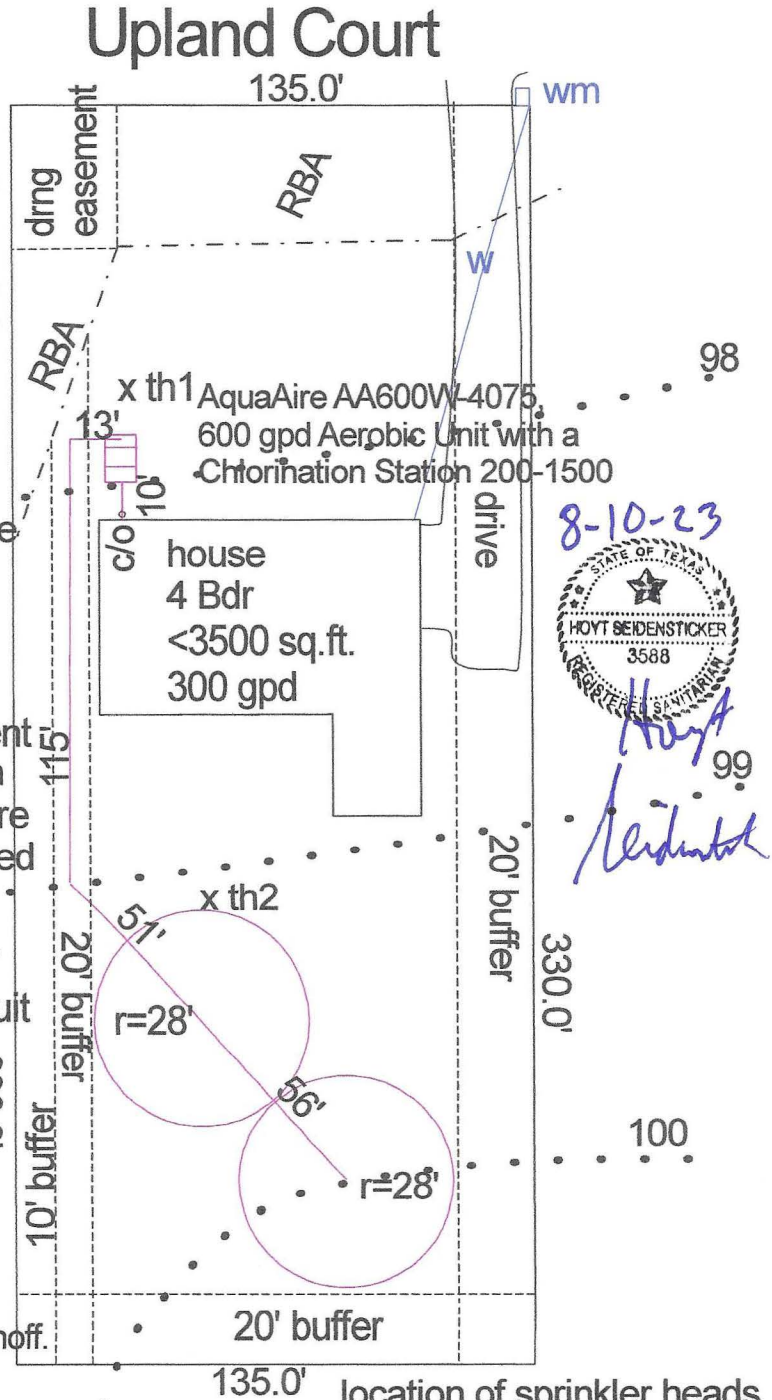 Upland Court
135.0'
wm
drng
easement
RBA
w
RBA
98
x th1
AquaAire AA600W-4075,
600 gpd Aerobic Unit with a
Chlorination Station 200-1500
13'
10'
c/o
drive
house
4 Bdr
<3500 sq.ft.
300 gpd
8-10-23
STATE OF TEXAS
HOYT SEIDENSTICKER
3588
REGISTERED SANITARIAN
Hoyt
Seidensticker
115'
99
x th2
51'
20' buffer
20' buffer
330.0'
r=28'
56'
100
r=28'
10' buffer
20' buffer
135.0'
location of sprinkler heads